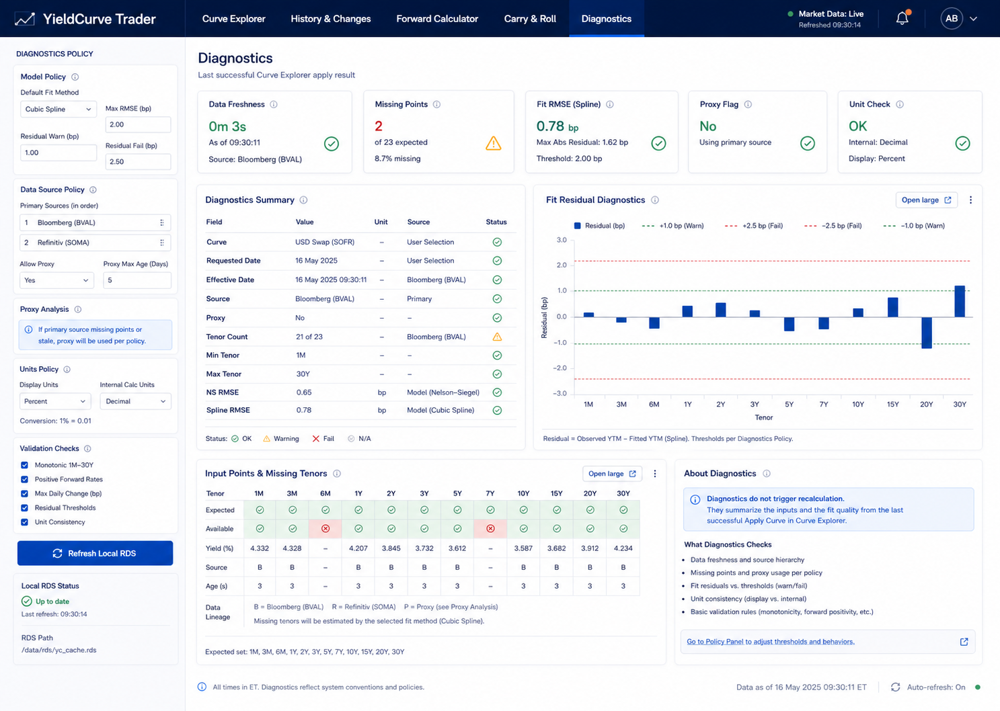 YieldCurve Trader
Curve Explorer
History & Changes
Forward Calculator
Carry & Roll
Diagnostics
Market Data: Live
Refreshed 09:30:14
AB
DIAGNOSTICS POLICY
Model Policy
Default Fit Method
Cubic Spline
Max RMSE (bp)
2.00
Residual Warn (bp)
1.00
Residual Fail (bp)
2.50
Data Source Policy
Primary Sources (in order)
1 Bloomberg (BVAL)
2 Refinitiv (SOMA)
Allow Proxy
Yes
Proxy Max Age (Days)
5
Proxy Analysis
If primary source missing points or
stale, proxy will be used per policy.
Units Policy
Display Units
Percent
Internal Calc Units
Decimal
Conversion: 1% = 0.01
Validation Checks
Monotonic 1M–30Y
Positive Forward Rates
Max Daily Change (bp)
Residual Thresholds
Unit Consistency
Refresh Local RDS
Local RDS Status
Up to date
Last refresh: 09:30:14
RDS Path
/data/rds/yc_cache.rds
Diagnostics
Last successful Curve Explorer apply result
Data Freshness
0m 3s
As of 09:30:11
Source: Bloomberg (BVAL)
Missing Points
2
of 23 expected
8.7% missing
Fit RMSE (Spline)
0.78 bp
Max Abs Residual: 1.62 bp
Threshold: 2.00 bp
Proxy Flag
No
Using primary source
Unit Check
OK
Internal: Decimal
Display: Percent
Diagnostics Summary
Field Value Unit Source Status
Curve USD Swap (SOFR) – User Selection
Requested Date 16 May 2025 – User Selection
Effective Date 16 May 2025 09:30:11 – Bloomberg (BVAL)
Source Bloomberg (BVAL) – Primary
Proxy No – –
Tenor Count 21 of 23 – Bloomberg (BVAL)
Min Tenor 1M – –
Max Tenor 30Y – –
NS RMSE 0.65 bp Model (Nelson–Siegel)
Spline RMSE 0.78 bp Model (Cubic Spline)
Status: OK Warning Fail N/A
Fit Residual Diagnostics
Open large
Residual (bp) +1.0 bp (Warn) +2.5 bp (Fail) −2.5 bp (Fail) −1.0 bp (Warn)
Residual (bp)
3.0
2.0
1.0
0.0
−1.0
−2.0
−3.0
1M 3M 6M 1Y 2Y 3Y 5Y 7Y 10Y 15Y 20Y 30Y
Tenor
Residual = Observed YTM − Fitted YTM (Spline). Thresholds per Diagnostics Policy.
Input Points & Missing Tenors
Open large
Tenor 1M 3M 6M 1Y 2Y 3Y 5Y 7Y 10Y 15Y 20Y 30Y
Expected
Available
Yield (%) 4.332 4.328 – 4.207 3.845 3.732 3.612 – 3.587 3.682 3.912 4.234
Source B B – B B B B – B B B B
Age (s) 3 3 – 3 3 3 3 – 3 3 3 3
Data
Lineage
B = Bloomberg (BVAL) R = Refinitiv (SOMA) P = Proxy (see Proxy Analysis)
Missing tenors will be estimated by the selected fit method (Cubic Spline).
Expected set: 1M, 3M, 6M, 1Y, 2Y, 3Y, 5Y, 7Y, 10Y, 15Y, 20Y, 30Y
About Diagnostics
Diagnostics do not trigger recalculation.
They summarize the inputs and the fit quality from the last
successful Apply Curve in Curve Explorer.
What Diagnostics Checks
• Data freshness and source hierarchy
• Missing points and proxy usage per policy
• Fit residuals vs. thresholds (warn/fail)
• Unit consistency (display vs. internal)
• Basic validation rules (monotonicity, forward positivity, etc.)
Go to Policy Panel to adjust thresholds and behaviors.
All times in ET. Diagnostics reflect system conventions and policies.
Data as of 16 May 2025 09:30:11 ET
Auto-refresh: On